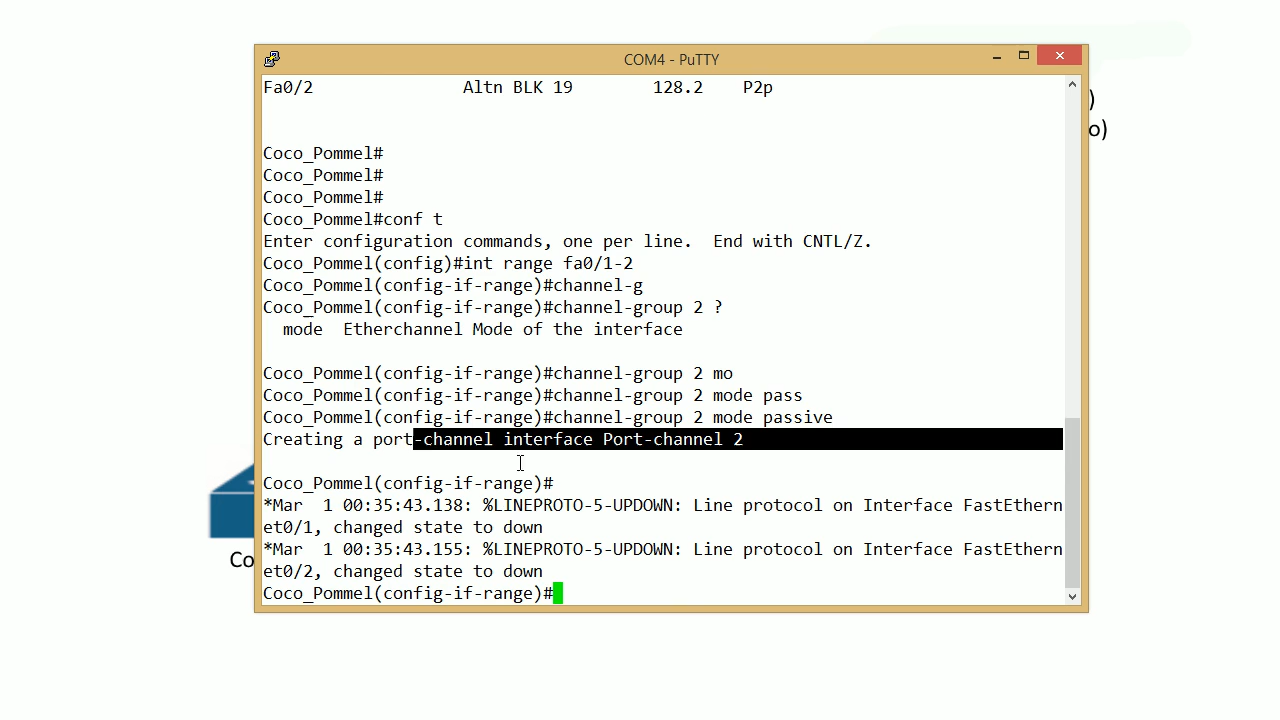 COM4 - PuTTY
Fa0/2 Altn BLK 19 128.2 P2p
)
o)
Coco_Pommel#
Coco_Pommel#
Coco_Pommel#
Coco_Pommel#conf t
Enter configuration commands, one per line. End with CNTL/Z.
Coco_Pommel(config)#int range fa0/1-2
Coco_Pommel(config-if-range)#channel-g
Coco_Pommel(config-if-range)#channel-group 2 ?
mode Etherchannel Mode of the interface
Coco_Pommel(config-if-range)#channel-group 2 mo
Coco_Pommel(config-if-range)#channel-group 2 mode pass
Coco_Pommel(config-if-range)#channel-group 2 mode passive
Creating a port-channel interface Port-channel 2
Coco_Pommel(config-if-range)#
*Mar 1 00:35:43.138: %LINEPROTO-5-UPDOWN: Line protocol on Interface FastEthern
et0/1, changed state to down
*Mar 1 00:35:43.155: %LINEPROTO-5-UPDOWN: Line protocol on Interface FastEthern
et0/2, changed state to down
Coco_Pommel(config-if-range)#
Co